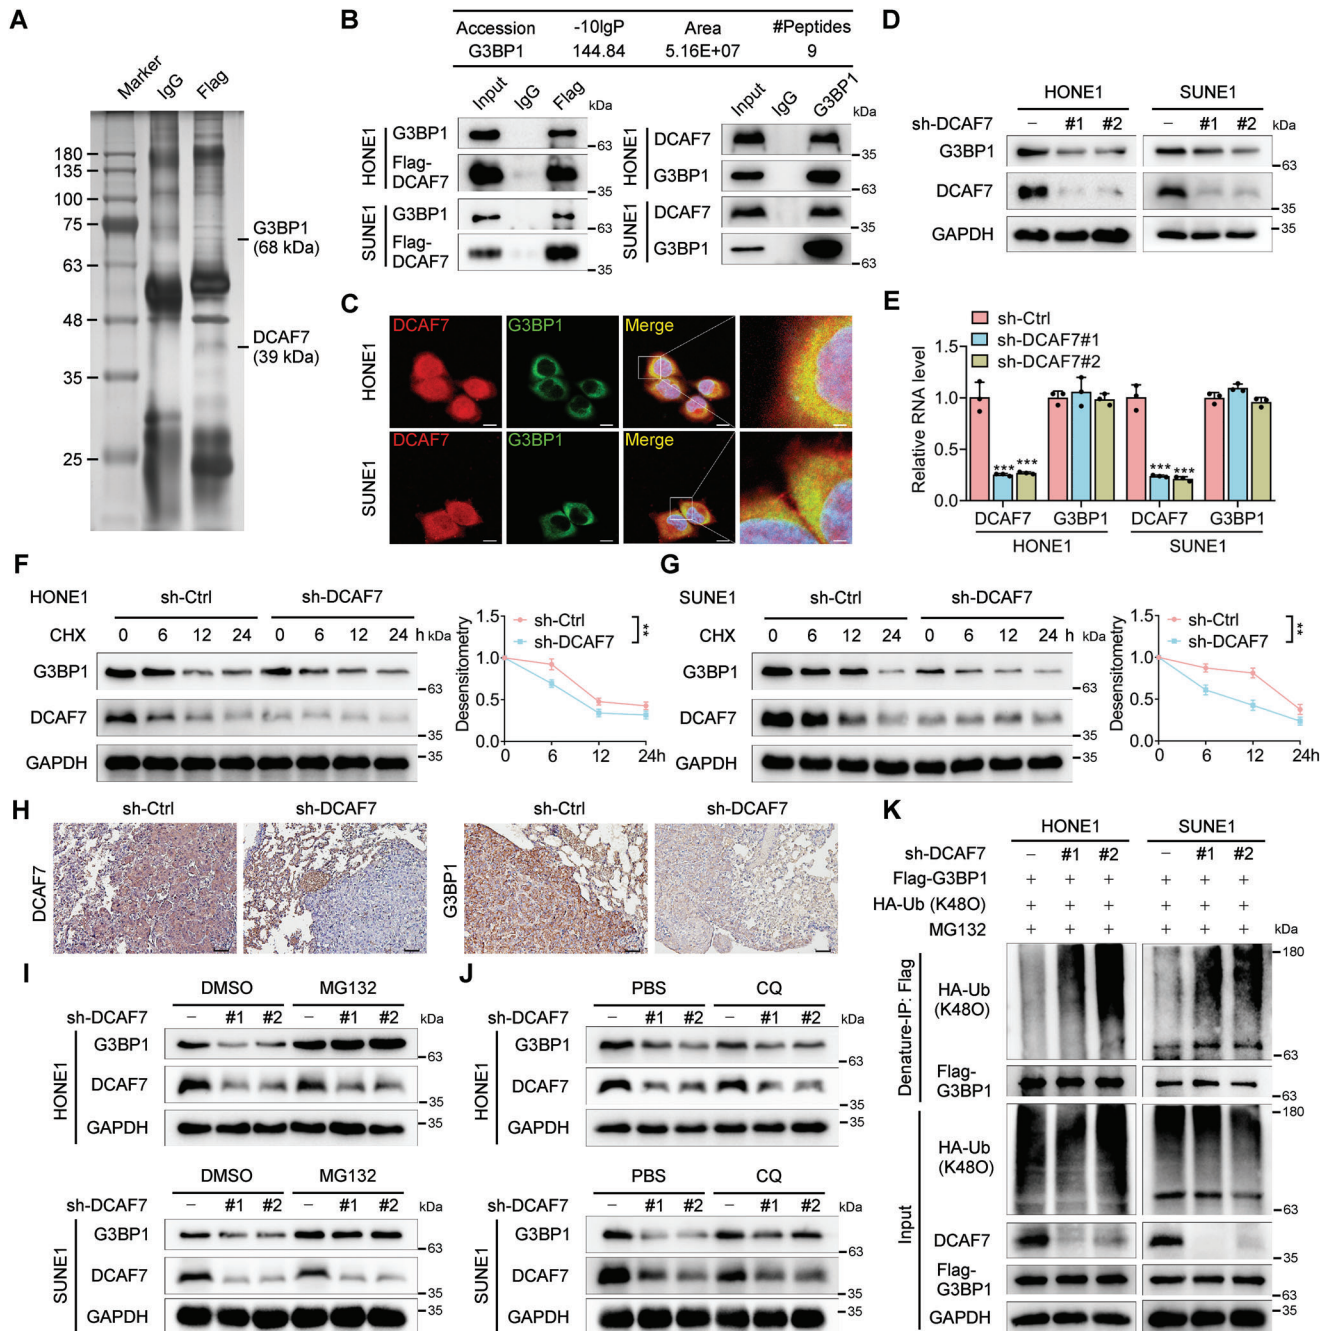 A
Marker
IgG
Flag
180
135
100
75
63
48
35
25
G3BP1
(68 kDa)
DCAF7
(39 kDa)
B
Accession -10lgP Area #Peptides
G3BP1 144.84 5.16E+07 9
Input IgG Flag kDa
HONE1
G3BP1
63
Flag-
DCAF7
35
SUNE1
G3BP1
63
Flag-
DCAF7
35
Input IgG G3BP1
HONE1
DCAF7
35
G3BP1
63
SUNE1
DCAF7
35
G3BP1
63
C
HONE1
DCAF7 G3BP1 Merge
SUNE1
DCAF7 G3BP1 Merge
D
HONE1 SUNE1
sh-DCAF7 – #1 #2 – #1 #2 kDa
G3BP1
63
DCAF7
35
GAPDH
E
sh-Ctrl
sh-DCAF7#1
sh-DCAF7#2
Relative RNA level
1.5
1.0
0.5
0.0
*** *** *** ***
DCAF7 G3BP1 DCAF7 G3BP1
HONE1 SUNE1
F
HONE1 sh-Ctrl sh-DCAF7
CHX 0 6 12 24 0 6 12 24 h kDa
G3BP1
63
DCAF7
35
GAPDH
35
Desensitometry
1.5
1.0
0.5
0.0
sh-Ctrl
sh-DCAF7
**
0 6 12 24h
G
SUNE1 sh-Ctrl sh-DCAF7
CHX 0 6 12 24 0 6 12 24 h kDa
G3BP1
63
DCAF7
35
GAPDH
35
Desensitometry
1.5
1.0
0.5
0.0
sh-Ctrl
sh-DCAF7
**
0 6 12 24h
H
sh-Ctrl sh-DCAF7
DCAF7
sh-Ctrl sh-DCAF7
G3BP1
I
DMSO MG132
sh-DCAF7 – #1 #2 – #1 #2 kDa
HONE1
G3BP1
63
DCAF7
35
GAPDH
35
DMSO MG132
sh-DCAF7 – #1 #2 – #1 #2 kDa
SUNE1
G3BP1
63
DCAF7
35
GAPDH
35
J
PBS CQ
sh-DCAF7 – #1 #2 – #1 #2 kDa
HONE1
G3BP1
63
DCAF7
35
GAPDH
35
PBS CQ
sh-DCAF7 – #1 #2 – #1 #2 kDa
SUNE1
G3BP1
63
DCAF7
35
GAPDH
35
K
HONE1 SUNE1
sh-DCAF7 – #1 #2 – #1 #2
Flag-G3BP1 + + + + + +
HA-Ub (K48O) + + + + + +
MG132 + + + + + + kDa
Denature-IP: Flag
HA-Ub
(K48O)
180
63
Flag-
G3BP1
63
Input
HA-Ub
(K48O)
180
63
DCAF7
35
Flag-
G3BP1
63
GAPDH
35